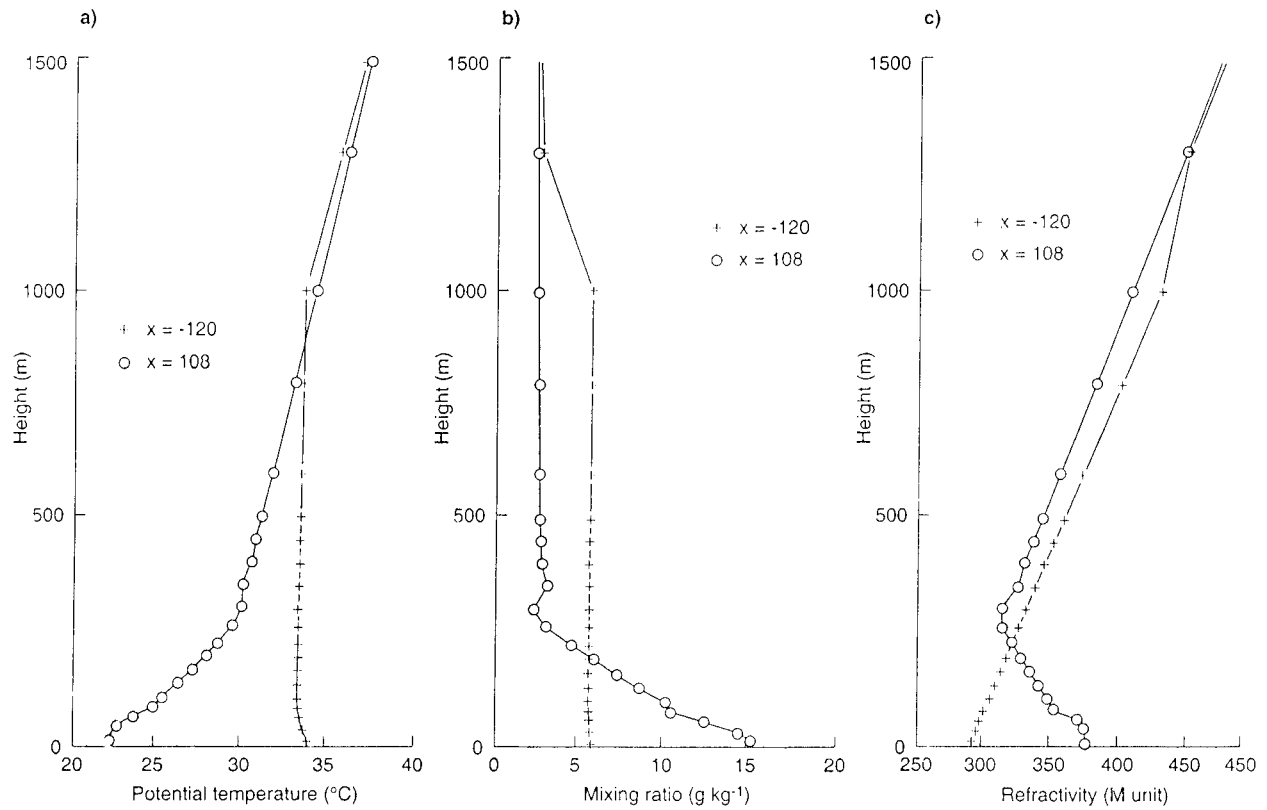 a)
1500
1000
500
0
+ x = -120
○ x = 108
Height (m)
20 25 30 35 40
Potential temperature (°C)
b)
1500
1000
500
0
+ x = -120
○ x = 108
Height (m)
0 5 10 15 20
Mixing ratio (g kg⁻¹)
c)
1500
1000
500
0
+ x = -120
○ x = 108
Height (m)
250 300 350 400 450 450
Refractivity (M unit)